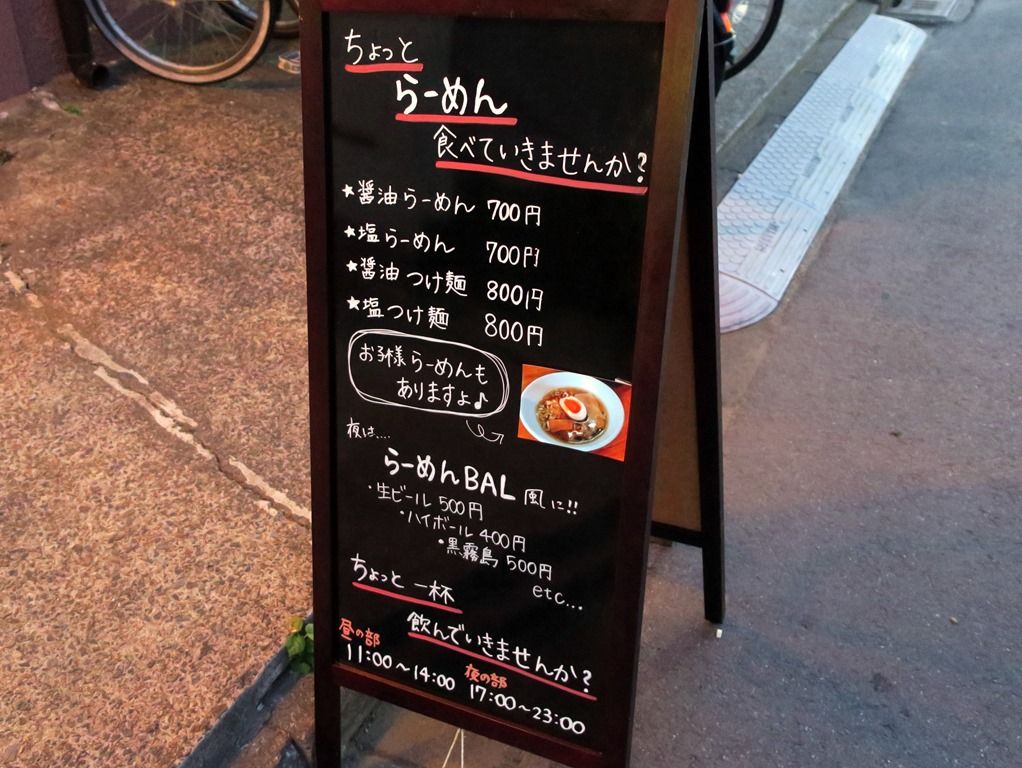 ちょっと
らーめん
食べていきませんか?
★醤油らーめん 700円
★塩らーめん 700円
★醤油つけ麺 800円
★塩つけ麺 800円
お子様らーめんも
ありますよ♪
夜は....
らーめんBAL風に!!
・生ビール 500円
・ハイボール 400円
・黒霧島 500円
etc...
ちょっと一杯
飲んでいきませんか?
昼の部
11:00〜14:00
夜の部
17:00〜23:00